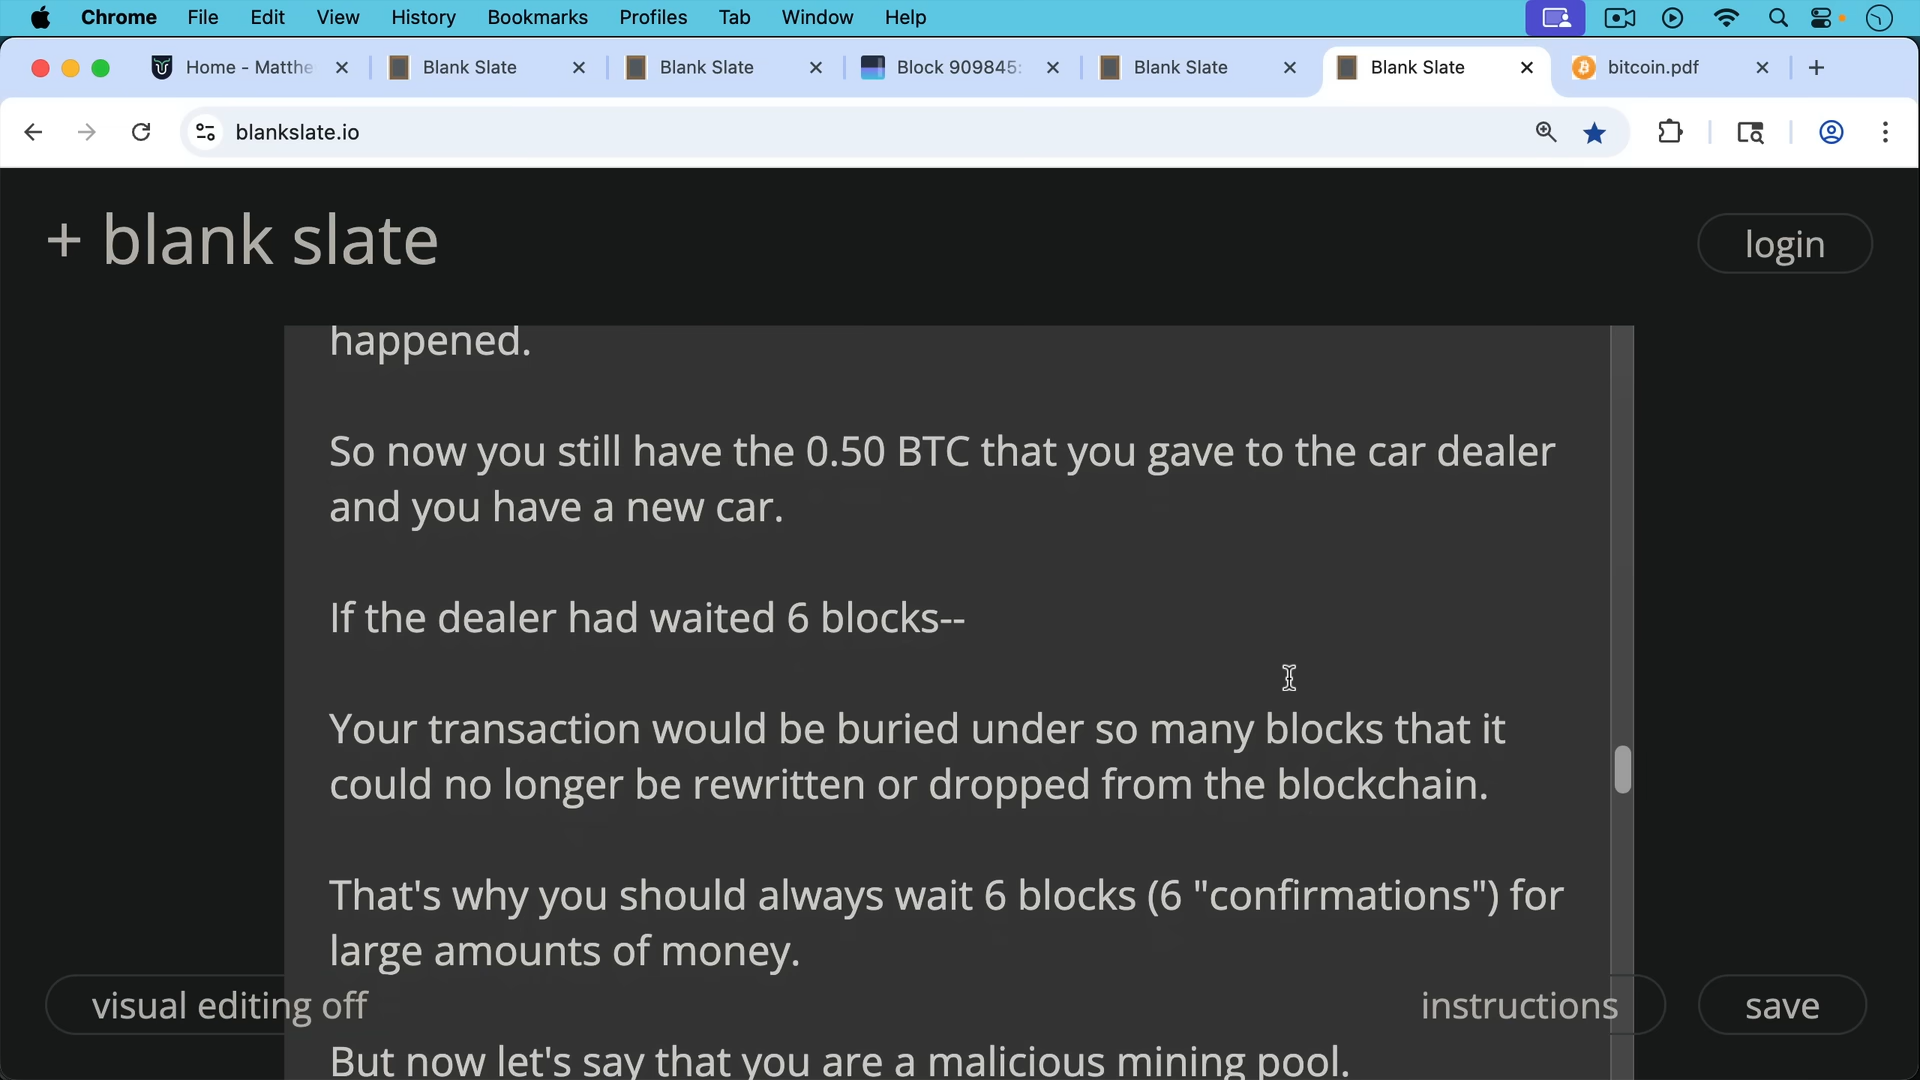 Chrome File Edit View History Bookmarks Profiles Tab Window Help
Home - Matthe Blank Slate Blank Slate Block 909845: Blank Slate Blank Slate bitcoin.pdf
blankslate.io
+ blank slate
login
happened.
So now you still have the 0.50 BTC that you gave to the car dealer
and you have a new car.
If the dealer had waited 6 blocks--
Your transaction would be buried under so many blocks that it
could no longer be rewritten or dropped from the blockchain.
That's why you should always wait 6 blocks (6 "confirmations") for
large amounts of money.
visual editing off
instructions
save
But now let's say that you are a malicious mining pool.